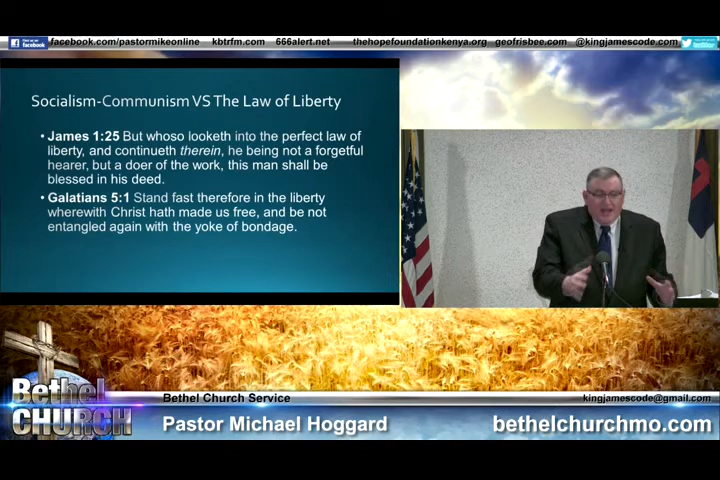 facebook.com/pastormikeonline kbtrfm.com 666alert.net thehopefoundationkenya.org geofrisbee.com @kingjamescode.com
facebook
Socialism-Communism VS The Law of Liberty
• James 1:25 But whoso looketh into the perfect law of
liberty, and continueth therein, he being not a forgetful
hearer, but a doer of the work, this man shall be
blessed in his deed.
• Galatians 5:1 Stand fast therefore in the liberty
wherewith Christ hath made us free, and be not
entangled again with the yoke of bondage.
Bethel
CHURCH
Bethel Church Service kingjamescode@gmail.com
Pastor Michael Hoggard bethelchurchmo.com